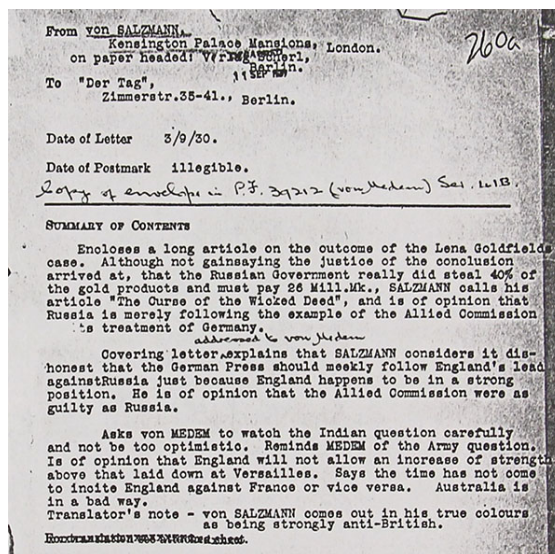 From von SALZMANN,
Kensington Palace Mansions, London.
260a
on paper headed: Verlag Scherl,
Berlin.
11 SEP
To "Der Tag",
Zimmerstr.35-41., Berlin.
Date of Letter 3/9/30.
Date of Postmark illegible.
Copy of envelope in P.F. 39212 (von Medem) Ser. 1B.
SUMMARY OF CONTENTS
Encloses a long article on the outcome of the Lena Goldfields
case. Although not gainsaying the justice of the conclusion
arrived at, that the Russian Government really did steal 40% of
the gold products and must pay 26 Mill.Mk., SALZMANN calls his
article "The Curse of the Wicked Deed", and is of opinion that
Russia is merely following the example of the Allied Commission
's treatment of Germany.
addressed to von Medem
Covering letter explains that SALZMANN considers it dis-
honest that the German Press should meekly follow England's lead
againstRussia just because England happens to be in a strong
position. He is of opinion that the Allied Commission were as
guilty as Russia.
Asks von MEDEM to watch the Indian question carefully
and not be too optimistic. Reminds MEDEM of the Army question.
Is of opinion that England will not allow an increase of strength
above that laid down at Versailles. Says the time has not come
to incite England against France or vice versa. Australia is
in a bad way.
Translator's note - von SALZMANN comes out in his true colours
as being strongly anti-British.